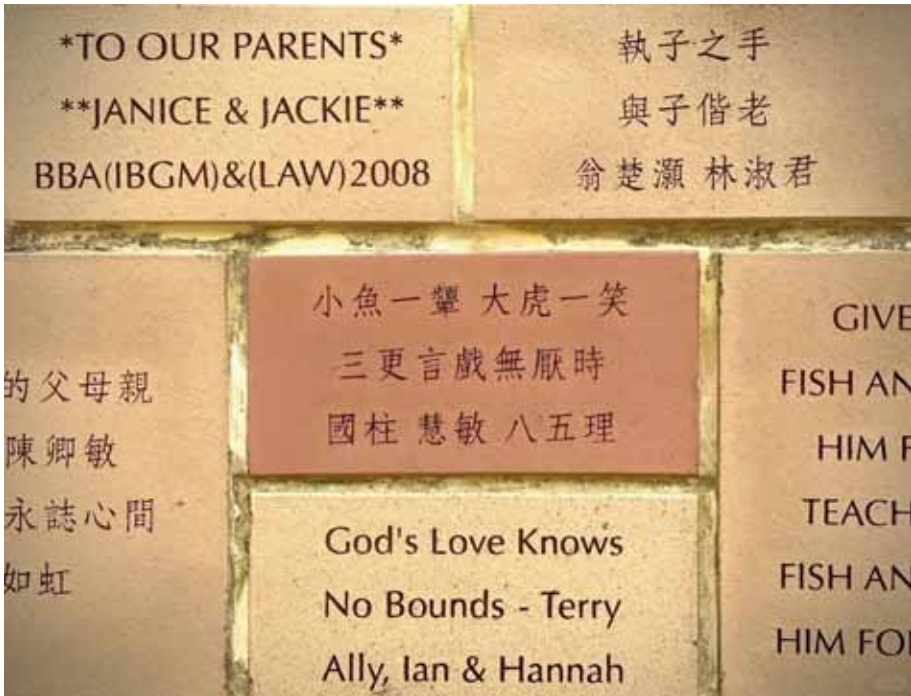 *TO OUR PARENTS*
**JANICE & JACKIE**
BBA(IBGM)&(LAW)2008
執子之手
與子偕老
翁楚灝 林淑君
的父母親
陳卿敏
永誌心間
如虹
小魚一顰 大虎一笑
三更言戲無厭時
國柱 慧敏 八五理
God's Love Knows
No Bounds - Terry
Ally, Ian & Hannah
GIVE
FISH AN
HIM F
TEACH
FISH AN
HIM FO